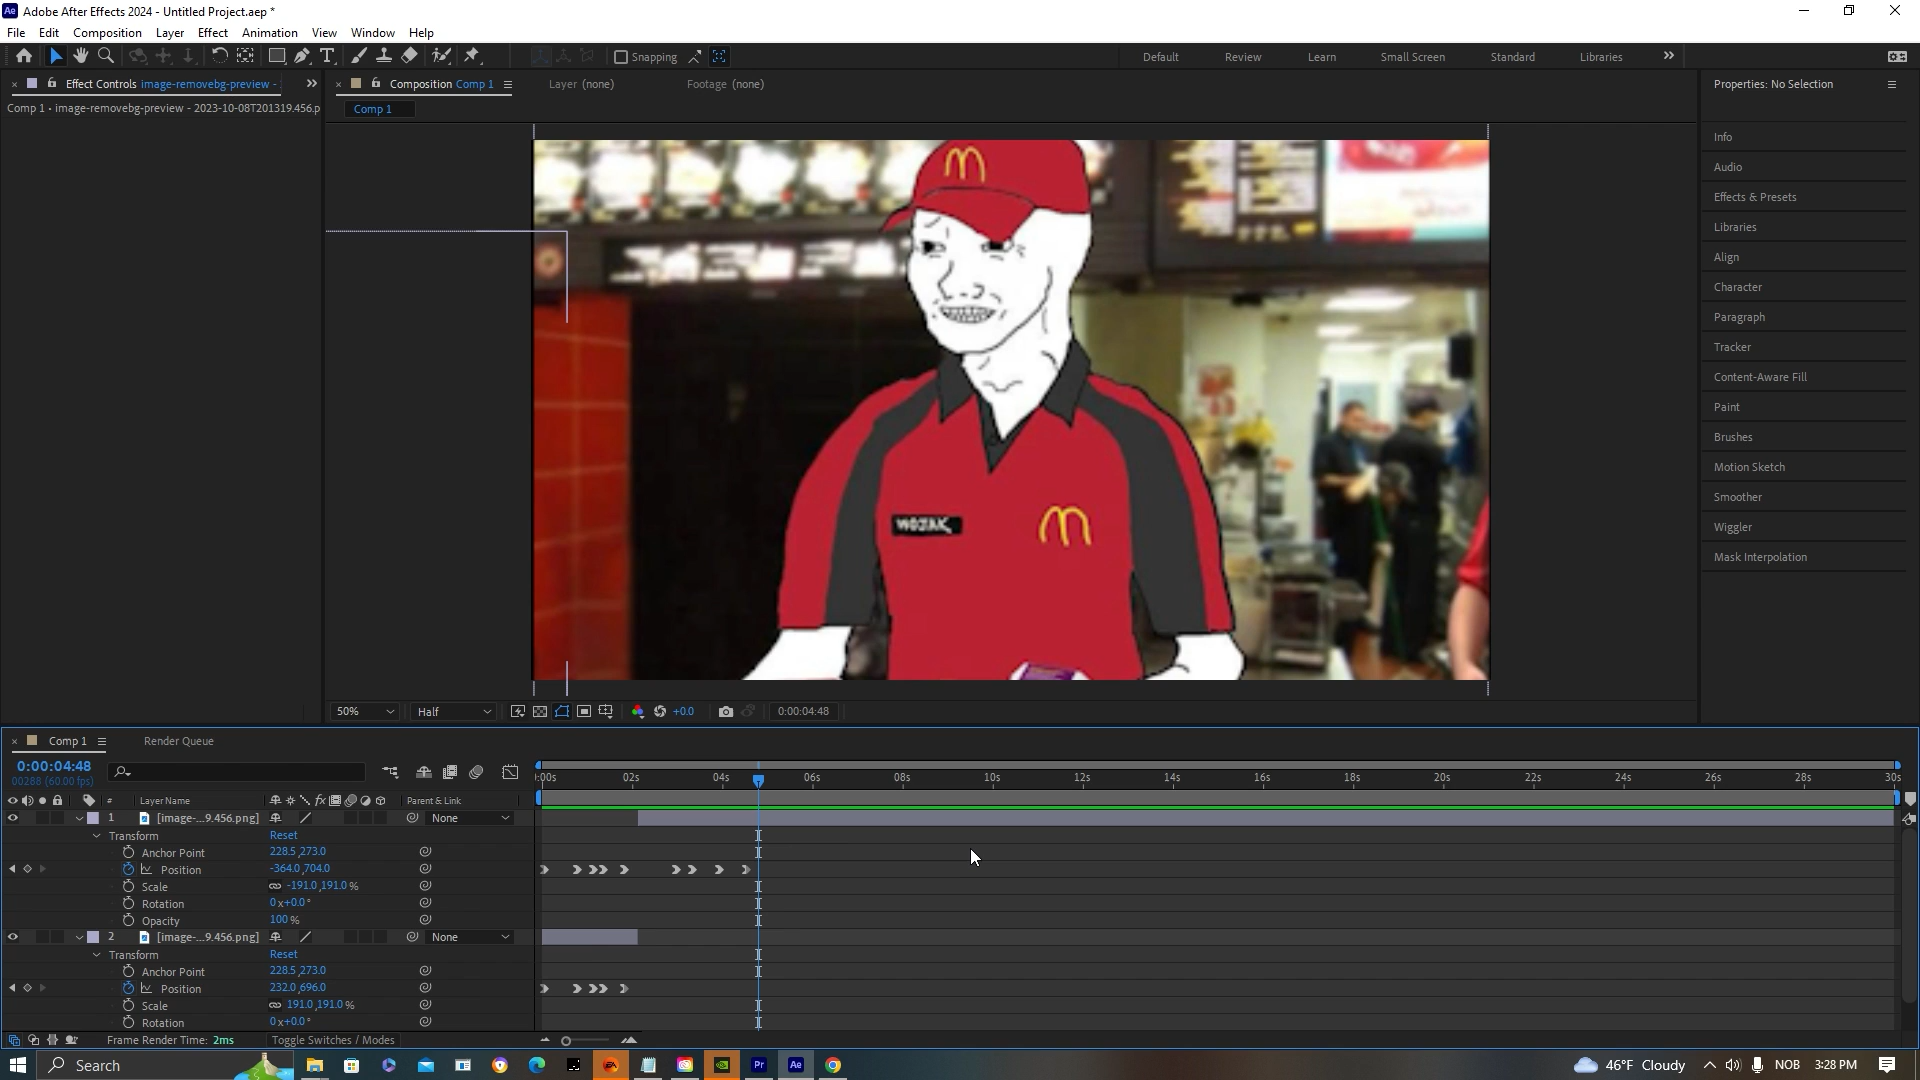 Adobe After Effects 2024 - Untitled Project.aep *
File Edit Composition Layer Effect Animation View Window Help
Snapping
Default Review Learn Small Screen Standard Libraries
Effect Controls image-removebg-preview -
Composition Comp 1
Layer (none)
Footage (none)
Properties: No Selection
Comp 1 • image-removebg-preview - 2023-10-08T201319.456.p
Comp 1
Info
Audio
Effects & Presets
Libraries
Align
Character
Paragraph
Tracker
Content-Aware Fill
Paint
Brushes
Motion Sketch
Smoother
Wiggler
Mask Interpolation
WOJAK
50% Half +0.0 0:00:04:48
Comp 1 Render Queue
0:00:04:48
00288 (60.00 fps)
:00s 02s 04s 06s 08s 10s 12s 14s 16s 18s 20s 22s 24s 26s 28s 30s
# Layer Name fx Parent & Link
1 [image-...9.456.png] None
Transform Reset
Anchor Point 228.5,273.0
Position -364.0,704.0
Scale -191.0,191.0 %
Rotation 0x+0.0°
Opacity 100 %
2 [image-...9.456.png] None
Transform Reset
Anchor Point 228.5,273.0
Position 232.0,696.0
Scale 191.0,191.0 %
Rotation 0x+0.0°
Frame Render Time: 2ms Toggle Switches / Modes
Search Pr Ae 46°F Cloudy NOB 3:28 PM